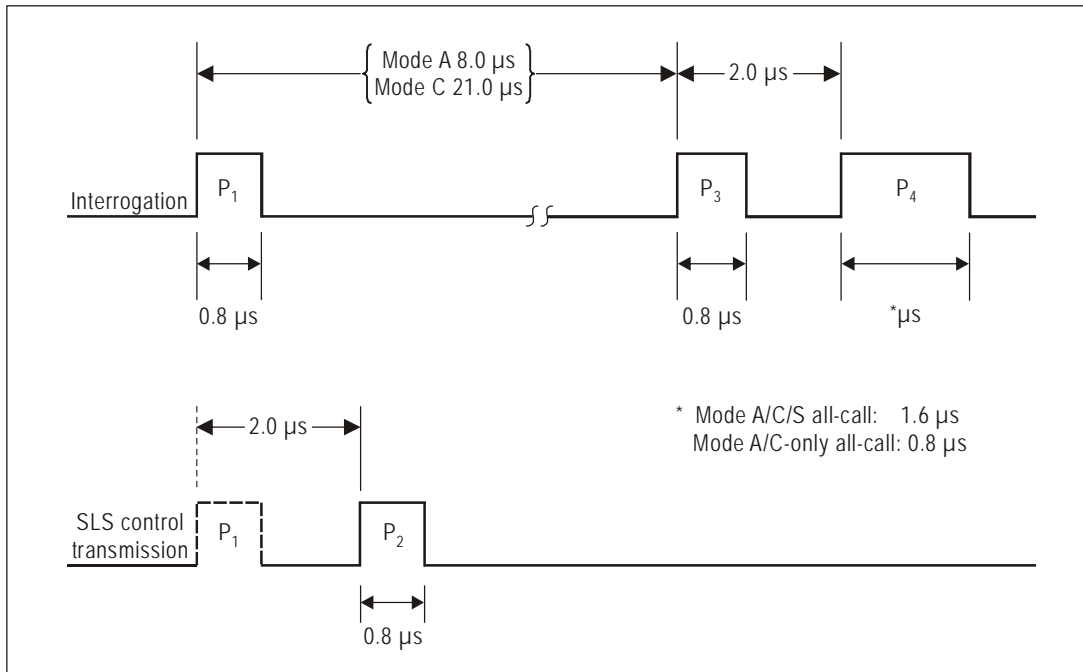 Mode A 8.0 µs
Mode C 21.0 µs
2.0 µs
Interrogation
P1
P3
P4
0.8 µs
0.8 µs
*µs
* Mode A/C/S all-call: 1.6 µs
Mode A/C-only all-call: 0.8 µs
2.0 µs
SLS control
transmission
P1
P2
0.8 µs